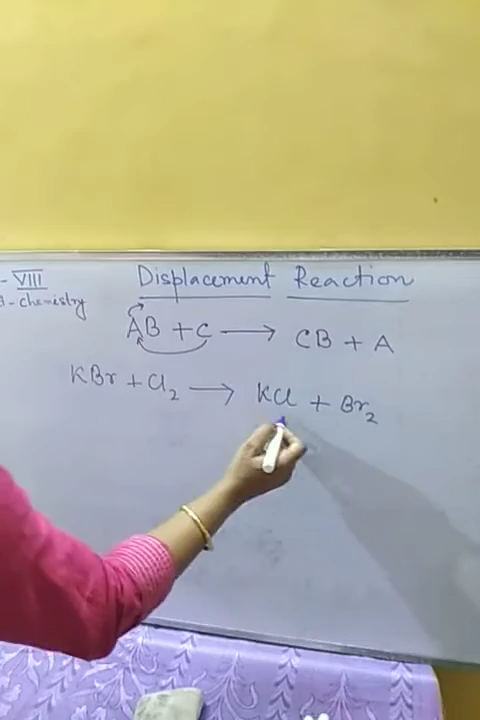 - VIII
Displacement Reaction
- Chemistry
AB + C ⟶ CB + A
KBr + Cl₂ ⟶ KCl + Br₂